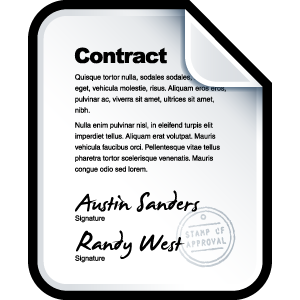 Contract
Quisque tortor nulla, sodales sodales,
eget, vehicula molestie, risus. Aliquam eros eros,
pulvinar ac, viverra sit amet, ultrices sit amet,
nibh.
Nulla enim pulvinar nisl, in eleifend turpis elit
imperdiet tellus. Aliquam erat volutpat. Mauris
vehicula faucibus orci. Pellentesque vitae tellus
pharetra tortor scelerisque venenatis. Mauris
congue odio sed lorem.
Austin Sanders
Signature
Randy West
Signature
STAMP OF
APPROVAL